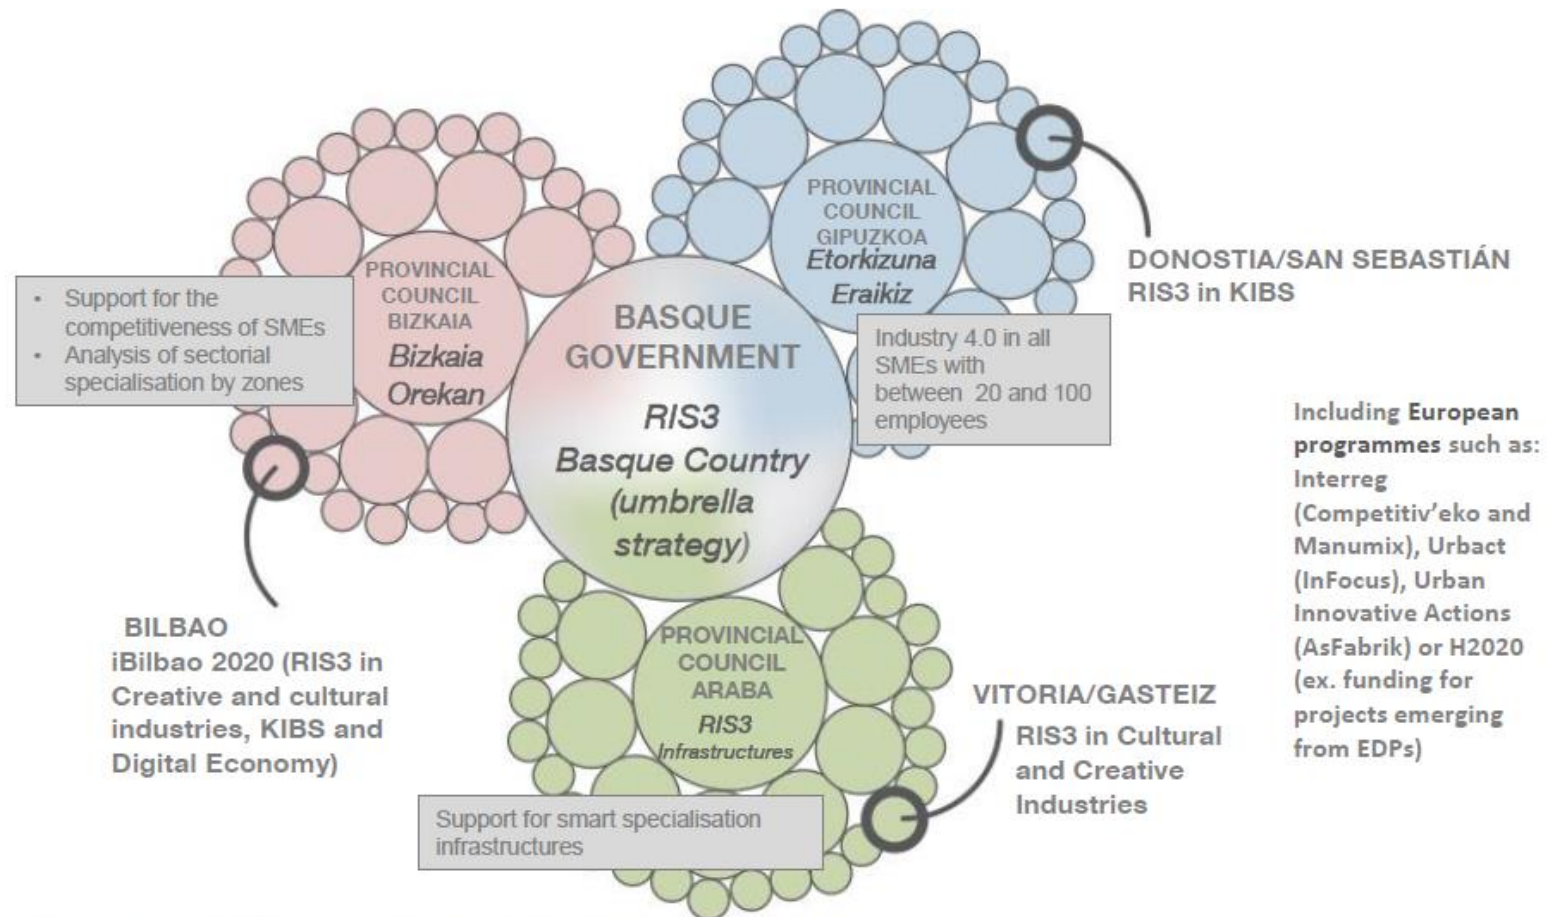 PROVINCIAL
COUNCIL
GIPUZKOA
Etorkizuna
Eraikiz
DONOSTIA/SAN SEBASTIÁN
RIS3 in KIBS
PROVINCIAL
COUNCIL
BIZKAIA
Bizkaia
Orekan
• Support for the
competitiveness of SMEs
• Analysis of sectorial
specialisation by zones
BASQUE
GOVERNMENT
RIS3
Basque Country
(umbrella
strategy)
Industry 4.0 in all
SMEs with
between 20 and 100
employees
Including European
programmes such as:
Interreg
(Competitiv’eko and
Manumix), Urbact
(InFocus), Urban
Innovative Actions
(AsFabrik) or H2020
(ex. funding for
projects emerging
from EDPs)
BILBAO
iBilbao 2020 (RIS3 in
Creative and cultural
industries, KIBS and
Digital Economy)
PROVINCIAL
COUNCIL
ARABA
RIS3
Infrastructures
VITORIA/GASTEIZ
RIS3 in Cultural
and Creative
Industries
Support for smart specialisation
infrastructures